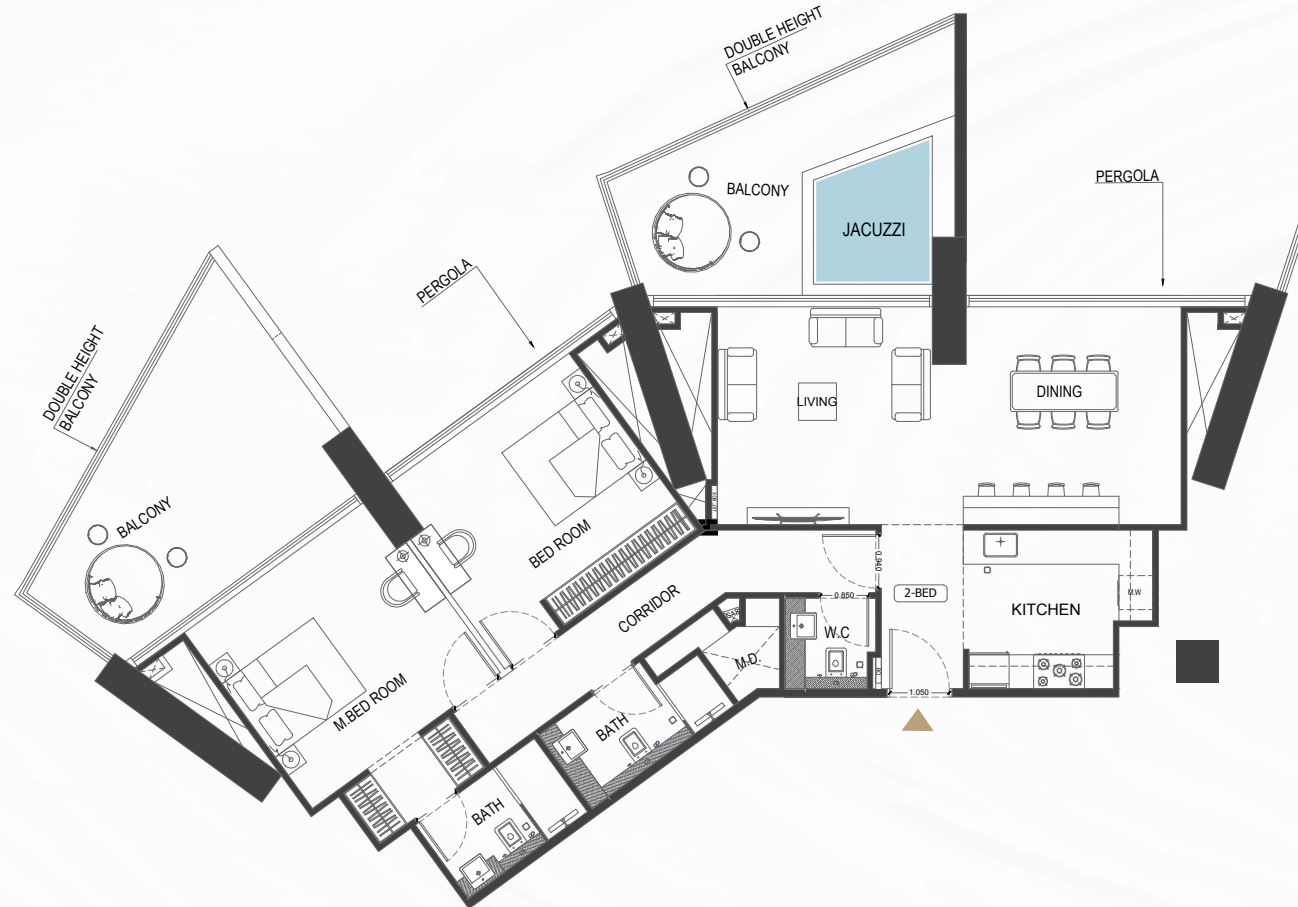 DOUBLE HEIGHT
BALCONY
PERGOLA
BALCONY
JACUZZI
PERGOLA
DOUBLE HEIGHT
BALCONY
LIVING
DINING
BALCONY
BED ROOM
M.BED ROOM
CORRIDOR
0.940
0.850
2-BED
KITCHEN
M.W
W.C
M.D.
BATH
DB
1.050
BATH